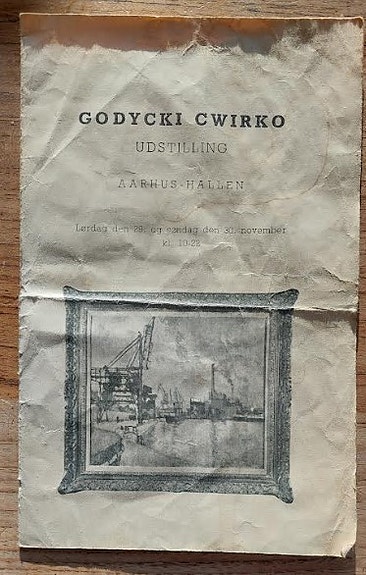 GODYCKI CWIRKO
UDSTILLING
AARHUS-HALLEN
Lørdag den 29. og søndag den 30. november
kl. 10-22